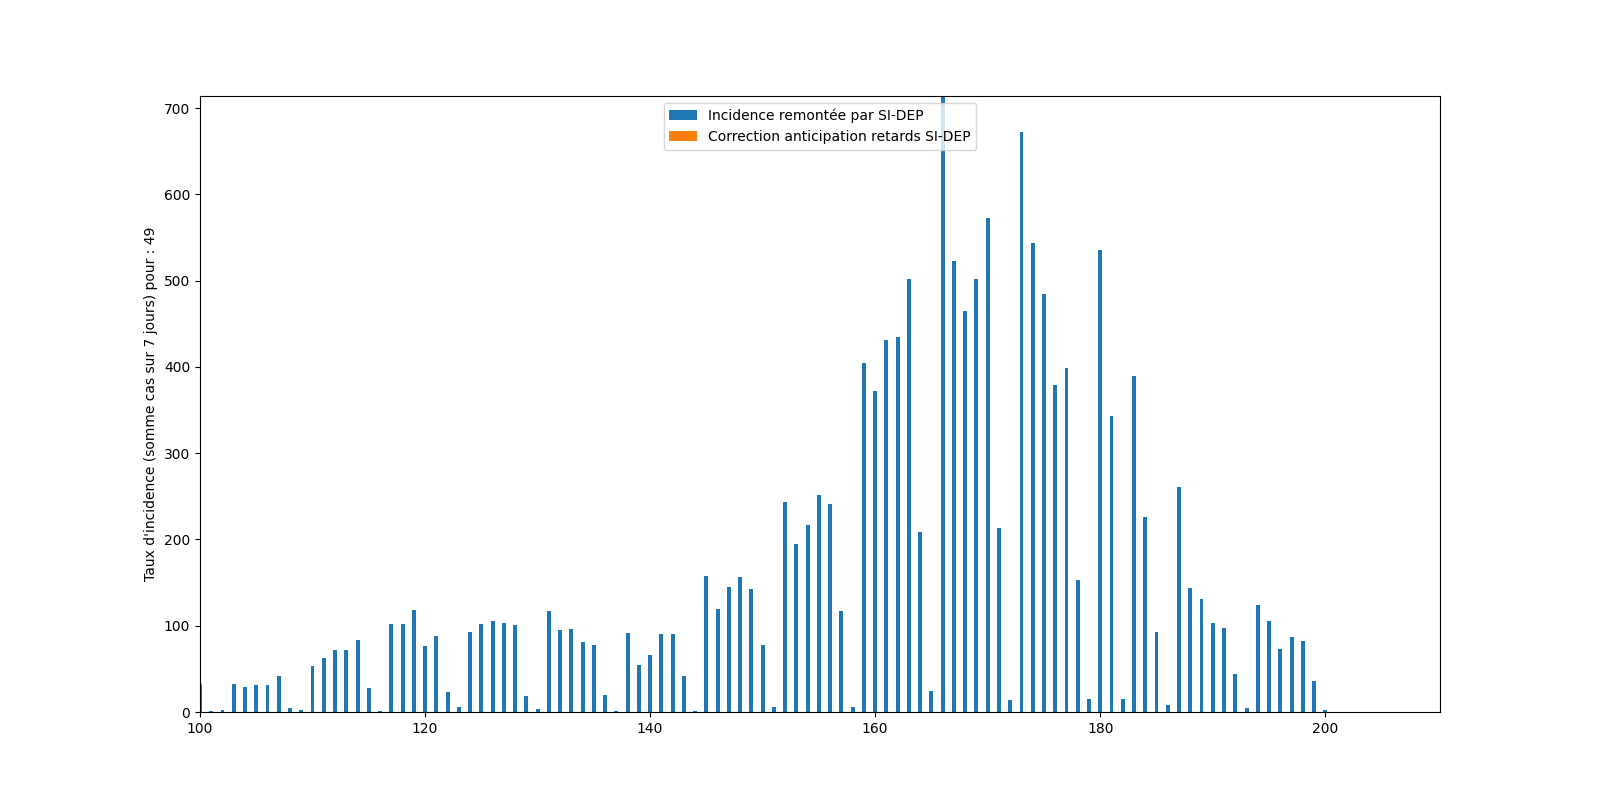 Incidence remontée par SI-DEP
Correction anticipation retards SI-DEP
Taux d'incidence (somme cas sur 7 jours) pour : 49
700
600
500
400
300
200
100
0
100 120 140 160 180 200